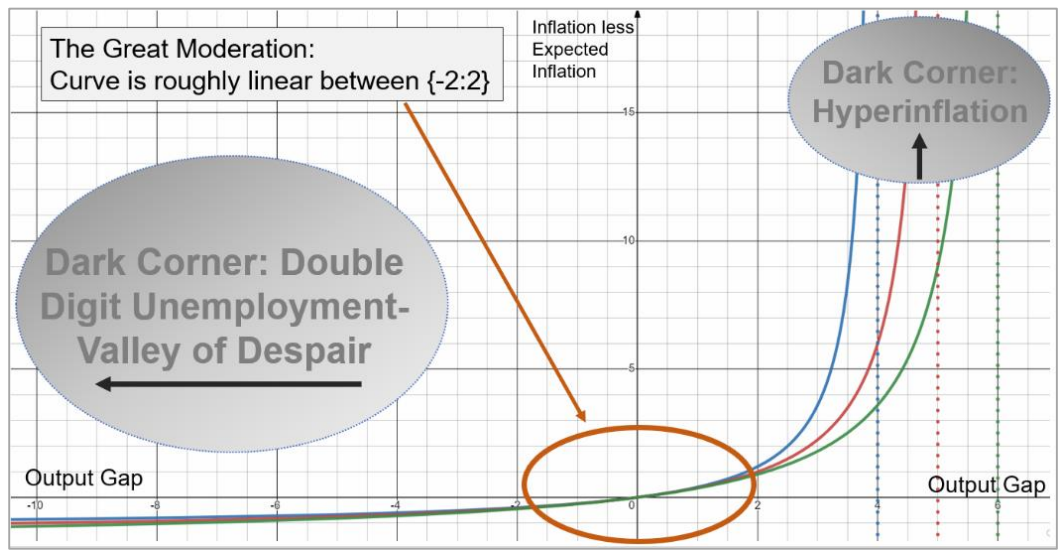 The Great Moderation:
Curve is roughly linear between {-2:2}
Inflation less
Expected
Inflation
Dark Corner:
Hyperinflation
15
10
Dark Corner: Double
Digit Unemployment-
Valley of Despair
5
Output Gap
Output Gap
-10 -8 -6 -4 -2 0 2 4 6